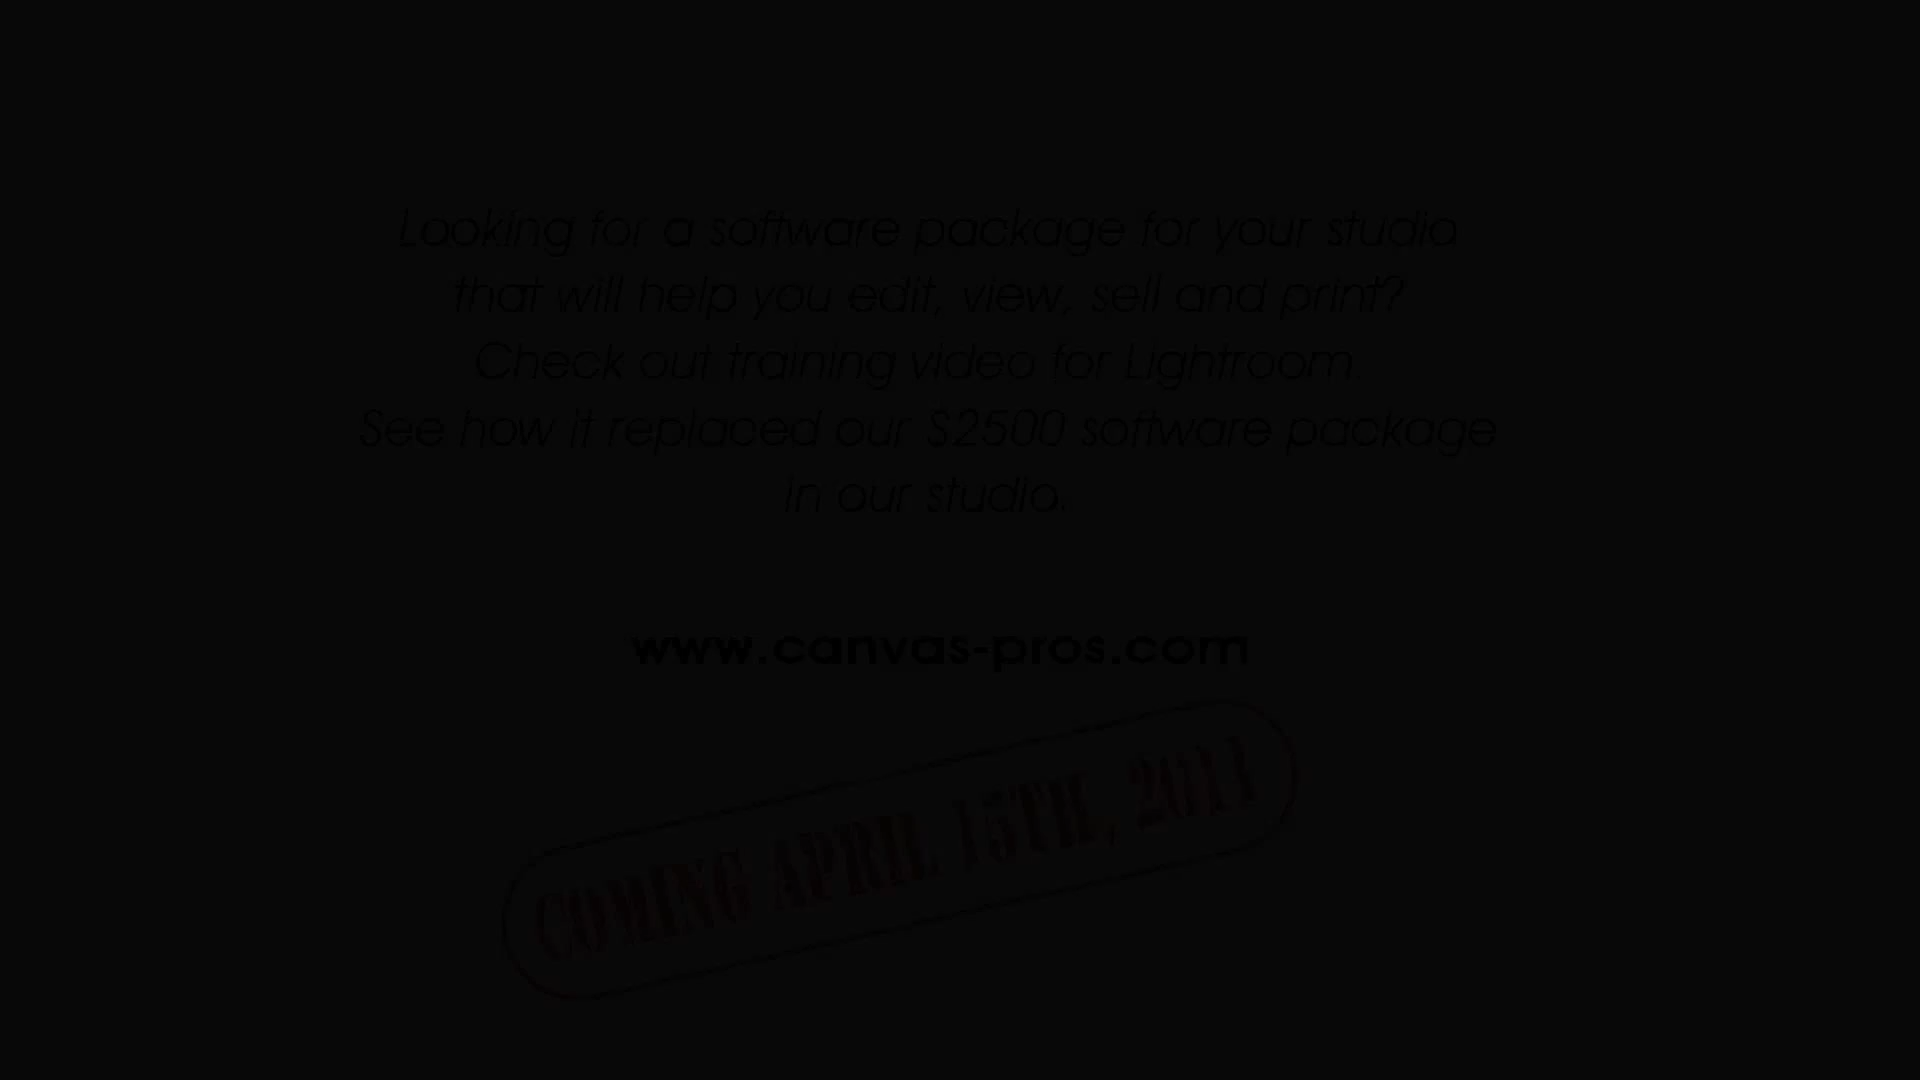 Looking for a software package for your studio
that will help you edit, view, sell and print?
Check out training video for Lightroom.
See how it replaced our $2500 software package
in our studio.
www.canvas-pros.com
COMING APRIL 15TH, 2011